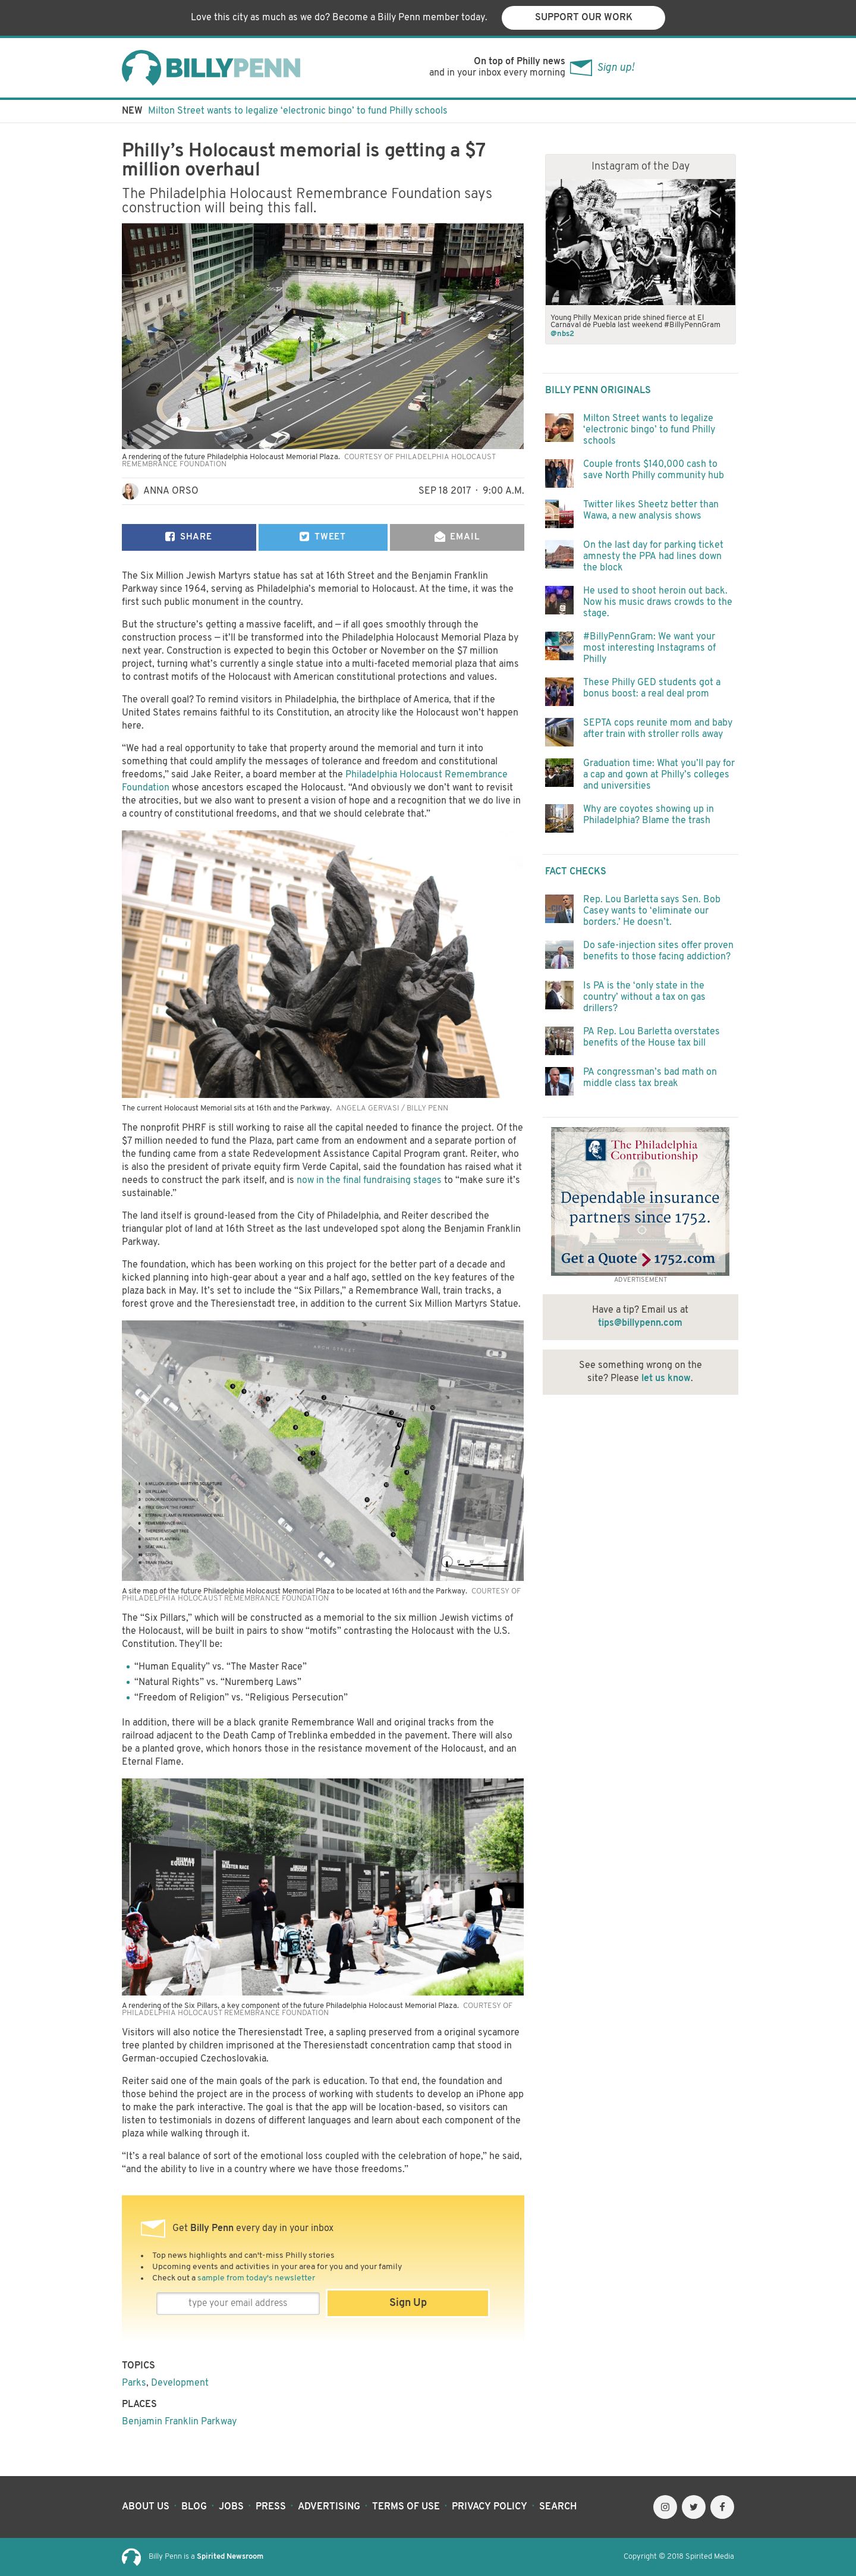 Love this city as much as we do? Become a Billy Penn member today.
SUPPORT OUR WORK
BILLYPENN
On top of Philly news
and in your inbox every morning
Sign up!
NEW Milton Street wants to legalize ‘electronic bingo’ to fund Philly schools
Philly’s Holocaust memorial is getting a $7
million overhaul
The Philadelphia Holocaust Remembrance Foundation says
construction will being this fall.
A rendering of the future Philadelphia Holocaust Memorial Plaza. COURTESY OF PHILADELPHIA HOLOCAUST
REMEMBRANCE FOUNDATION
ANNA ORSO
SEP 18 2017 · 9:00 A.M.
SHARE
TWEET
EMAIL
The Six Million Jewish Martyrs statue has sat at 16th Street and the Benjamin Franklin
Parkway since 1964, serving as Philadelphia’s memorial to Holocaust. At the time, it was the
first such public monument in the country.
But the structure’s getting a massive facelift, and — if all goes smoothly through the
construction process — it’ll be transformed into the Philadelphia Holocaust Memorial Plaza by
next year. Construction is expected to begin this October or November on the $7 million
project, turning what’s currently a single statue into a multi-faceted memorial plaza that aims
to contrast motifs of the Holocaust with American constitutional protections and values.
The overall goal? To remind visitors in Philadelphia, the birthplace of America, that if the
United States remains faithful to its Constitution, an atrocity like the Holocaust won’t happen
here.
“We had a real opportunity to take that property around the memorial and turn it into
something that could amplify the messages of tolerance and freedom and constitutional
freedoms,” said Jake Reiter, a board member at the Philadelphia Holocaust Remembrance
Foundation whose ancestors escaped the Holocaust. “And obviously we don’t want to revisit
the atrocities, but we also want to present a vision of hope and a recognition that we do live in
a country of constitutional freedoms, and that we should celebrate that.”
The current Holocaust Memorial sits at 16th and the Parkway. ANGELA GERVASI / BILLY PENN
The nonprofit PHRF is still working to raise all the capital needed to finance the project. Of the
$7 million needed to fund the Plaza, part came from an endowment and a separate portion of
the funding came from a state Redevelopment Assistance Capital Program grant. Reiter, who
is also the president of private equity firm Verde Capital, said the foundation has raised what it
needs to construct the park itself, and is now in the final fundraising stages to “make sure it’s
sustainable.”
The land itself is ground-leased from the City of Philadelphia, and Reiter described the
triangular plot of land at 16th Street as the last undeveloped spot along the Benjamin Franklin
Parkway.
The foundation, which has been working on this project for the better part of a decade and
kicked planning into high-gear about a year and a half ago, settled on the key features of the
plaza back in May. It’s set to include the “Six Pillars,” a Remembrance Wall, train tracks, a
forest grove and the Theresienstadt tree, in addition to the current Six Million Martyrs Statue.
ARCH STREET
6 MILLION JEWISH MARTYRS SCULPTURE
SIX PILLARS
DONOR RECOGNITION WALL
TREE GROVE "THE FOREST"
ETERNAL FLAME IN REMEMBRANCE WALL
REMEMBRANCE WALL
THERESIENSTADT TREE
NATIVE PLANTING
SEAT WALL
STEPS
TRAIN TRACKS
A site map of the future Philadelphia Holocaust Memorial Plaza to be located at 16th and the Parkway. COURTESY OF
PHILADELPHIA HOLOCAUST REMEMBRANCE FOUNDATION
The “Six Pillars,” which will be constructed as a memorial to the six million Jewish victims of
the Holocaust, will be built in pairs to show “motifs” contrasting the Holocaust with the U.S.
Constitution. They’ll be:
• “Human Equality” vs. “The Master Race”
• “Natural Rights” vs. “Nuremberg Laws”
• “Freedom of Religion” vs. “Religious Persecution”
In addition, there will be a black granite Remembrance Wall and original tracks from the
railroad adjacent to the Death Camp of Treblinka embedded in the pavement. There will also
be a planted grove, which honors those in the resistance movement of the Holocaust, and an
Eternal Flame.
HUMAN
EQUALITY
THE
MASTER RACE
A rendering of the Six Pillars, a key component of the future Philadelphia Holocaust Memorial Plaza. COURTESY OF
PHILADELPHIA HOLOCAUST REMEMBRANCE FOUNDATION
Visitors will also notice the Theresienstadt Tree, a sapling preserved from a original sycamore
tree planted by children imprisoned at the Theresienstadt concentration camp that stood in
German-occupied Czechoslovakia.
Reiter said one of the main goals of the park is education. To that end, the foundation and
those behind the project are in the process of working with students to develop an iPhone app
to make the park interactive. The goal is that the app will be location-based, so visitors can
listen to testimonials in dozens of different languages and learn about each component of the
plaza while walking through it.
“It’s a real balance of sort of the emotional loss coupled with the celebration of hope,” he said,
“and the ability to live in a country where we have those freedoms.”
Get Billy Penn every day in your inbox
• Top news highlights and can't-miss Philly stories
• Upcoming events and activities in your area for you and your family
• Check out a sample from today's newsletter
type your email address
Sign Up
TOPICS
Parks, Development
PLACES
Benjamin Franklin Parkway
Instagram of the Day
Young Philly Mexican pride shined fierce at El
Carnaval de Puebla last weekend #BillyPennGram
@nbs2
BILLY PENN ORIGINALS
Milton Street wants to legalize
‘electronic bingo’ to fund Philly
schools
Couple fronts $140,000 cash to
save North Philly community hub
Twitter likes Sheetz better than
Wawa, a new analysis shows
On the last day for parking ticket
amnesty the PPA had lines down
the block
He used to shoot heroin out back.
Now his music draws crowds to the
stage.
#BillyPennGram: We want your
most interesting Instagrams of
Philly
These Philly GED students got a
bonus boost: a real deal prom
SEPTA cops reunite mom and baby
after train with stroller rolls away
Graduation time: What you’ll pay for
a cap and gown at Philly’s colleges
and universities
Why are coyotes showing up in
Philadelphia? Blame the trash
FACT CHECKS
Rep. Lou Barletta says Sen. Bob
Casey wants to ‘eliminate our
borders.’ He doesn’t.
Do safe-injection sites offer proven
benefits to those facing addiction?
Is PA is the ‘only state in the
country’ without a tax on gas
drillers?
PA Rep. Lou Barletta overstates
benefits of the House tax bill
PA congressman’s bad math on
middle class tax break
The Philadelphia
Contributionship
Dependable insurance
partners since 1752.
Get a Quote 1752.com
ADVERTISEMENT
Have a tip? Email us at
tips@billypenn.com
See something wrong on the
site? Please let us know.
ABOUT US · BLOG · JOBS · PRESS · ADVERTISING · TERMS OF USE · PRIVACY POLICY · SEARCH
Billy Penn is a Spirited Newsroom
Copyright © 2018 Spirited Media